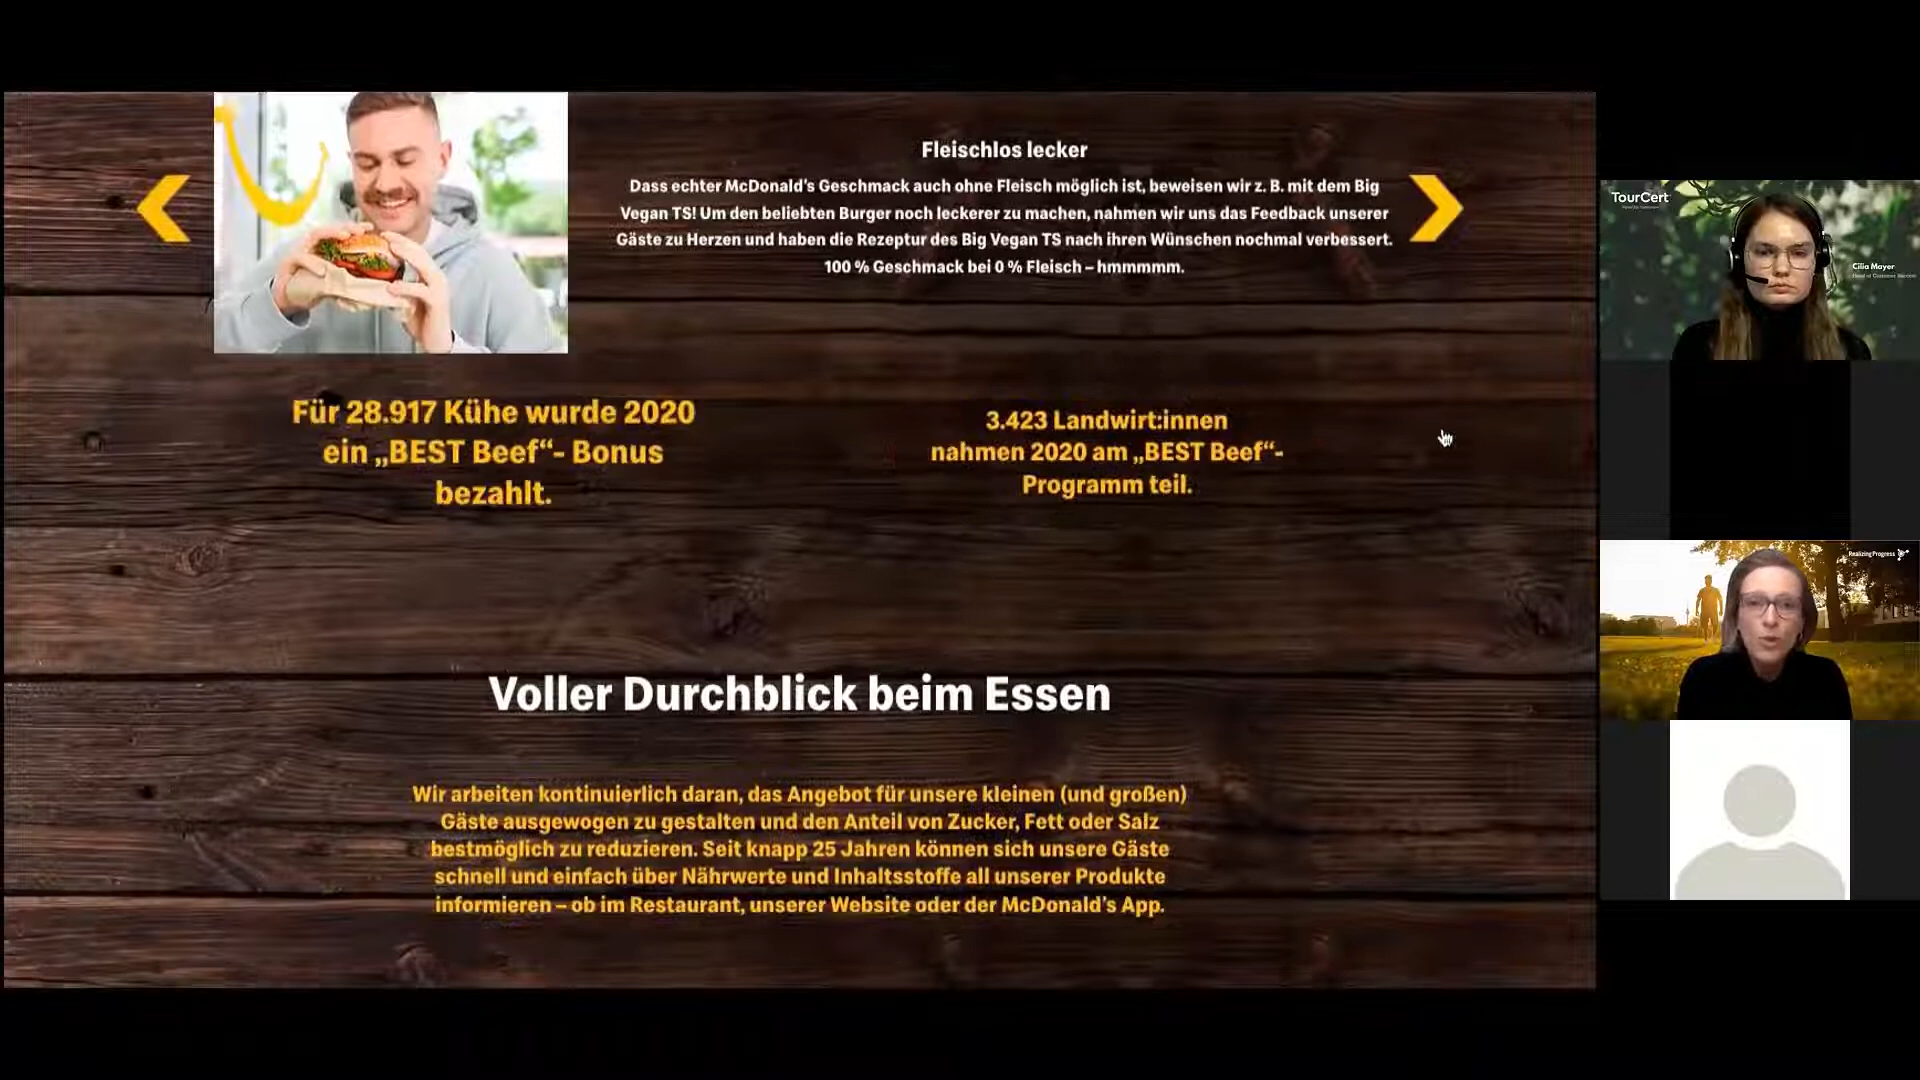 Fleischlos lecker
Dass echter McDonald's Geschmack auch ohne Fleisch möglich ist, beweisen wir z. B. mit dem Big
Vegan TS! Um den beliebten Burger noch leckerer zu machen, nahmen wir uns das Feedback unserer
Gäste zu Herzen und haben die Rezeptur des Big Vegan TS nach ihren Wünschen nochmal verbessert.
100 % Geschmack bei 0 % Fleisch – hmmmmm.
Für 28.917 Kühe wurde 2020
ein „BEST Beef“- Bonus
bezahlt.
3.423 Landwirt:innen
nahmen 2020 am „BEST Beef“-
Programm teil.
Voller Durchblick beim Essen
Wir arbeiten kontinuierlich daran, das Angebot für unsere kleinen (und großen)
Gäste ausgewogen zu gestalten und den Anteil von Zucker, Fett oder Salz
bestmöglich zu reduzieren. Seit knapp 25 Jahren können sich unsere Gäste
schnell und einfach über Nährwerte und Inhaltsstoffe all unserer Produkte
informieren – ob im Restaurant, unserer Website oder der McDonald's App.
TourCert
Cilia Mayer
Head of Customer Success
RealizingProgress